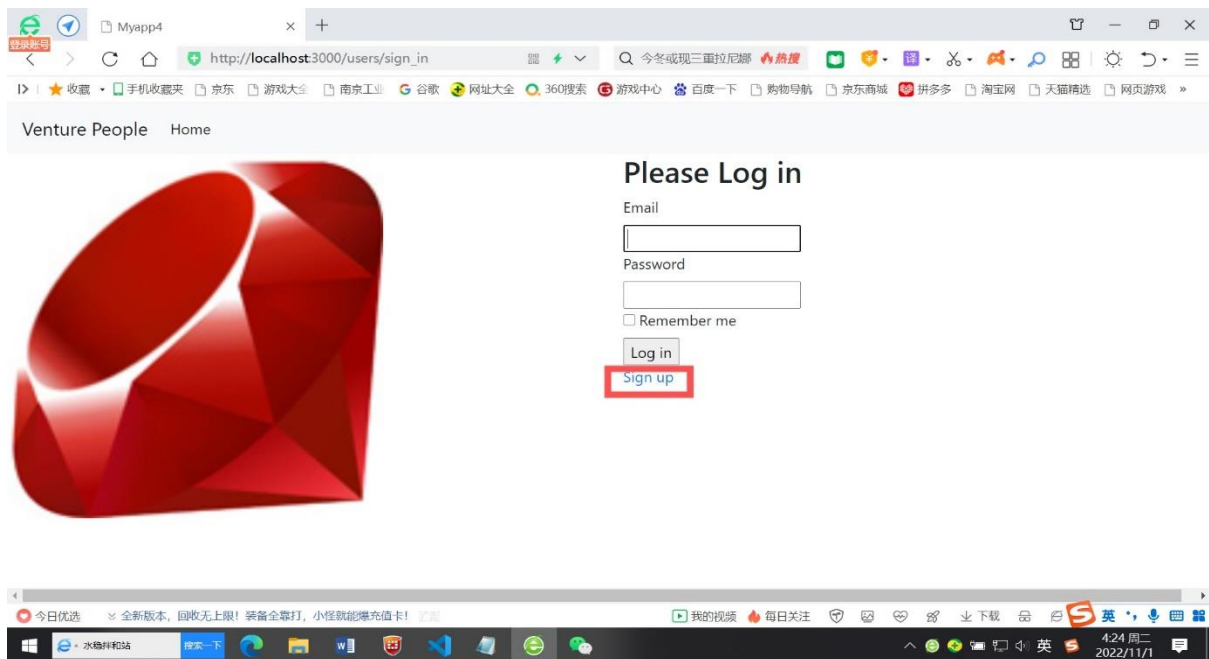 Myapp4
登录账号
http://localhost:3000/users/sign_in
今冬或现三重拉尼娜 热搜
译
收藏 手机收藏夹 京东 游戏大全 南京工业 谷歌 网址大全 360搜索 游戏中心 百度一下 购物导航 京东商城 拼多多 淘宝网 天猫精选 网页游戏 »
Venture People Home
Please Log in
Email
Password
Remember me
Log in
Sign up
今日优选 全新版本，回收无上限！装备全靠打，小怪就能爆充值卡！ 我的视频 每日关注 下载 英
水稳拌和站 搜索一下 英 4:24 周二
2022/11/1